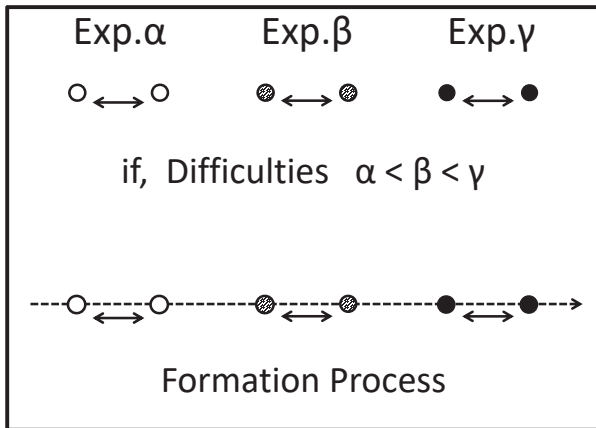 Exp.α Exp.β Exp.γ
if, Difficulties α < β < γ
Formation Process